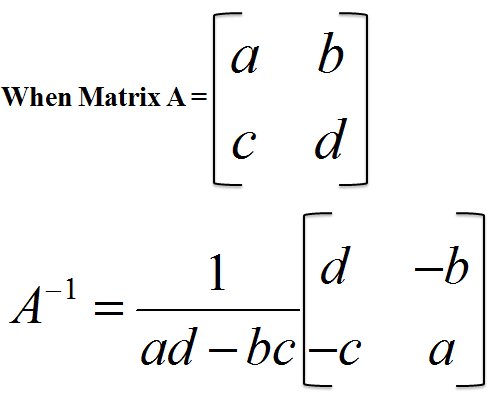 When Matrix A = [a b
c d]
A⁻¹ = 1/(ad − bc) [d −b
−c a]